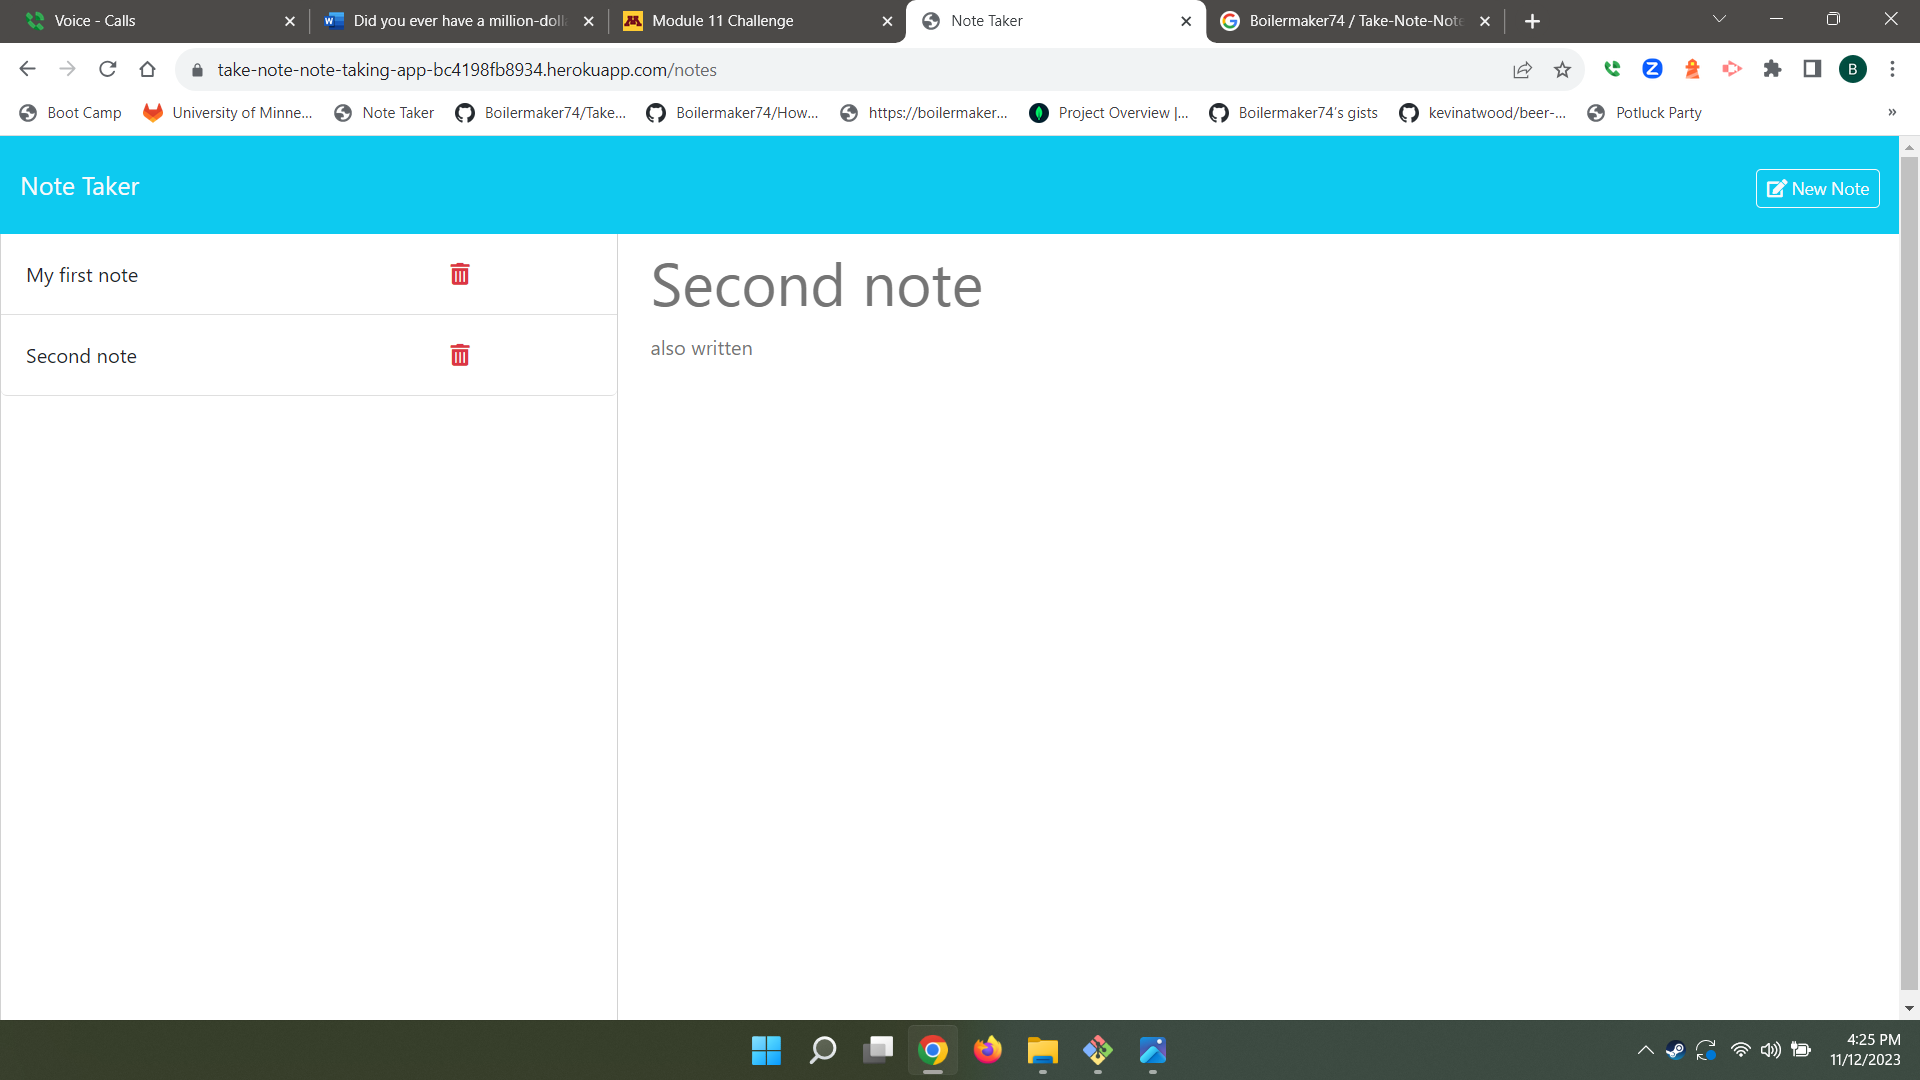 Voice - Calls
Did you ever have a million-doll
Module 11 Challenge
Note Taker
Boilermaker74 / Take-Note-Note
take-note-note-taking-app-bc4198fb8934.herokuapp.com/notes
B
Boot Camp
University of Minne...
Note Taker
Boilermaker74/Take...
Boilermaker74/How...
https://boilermaker...
Project Overview |...
Boilermaker74's gists
kevinatwood/beer-...
Potluck Party
»
Note Taker
New Note
My first note
Second note
Second note
also written
4:25 PM
11/12/2023